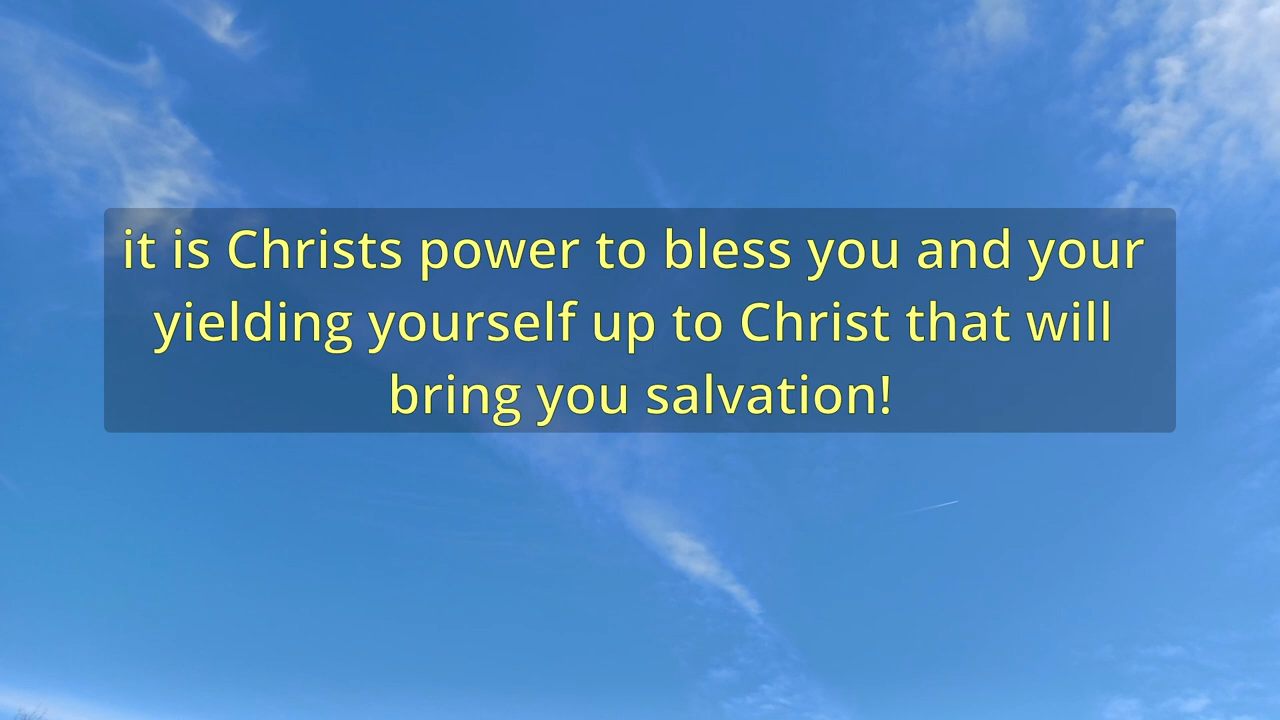 it is Christs power to bless you and your
yielding yourself up to Christ that will
bring you salvation!